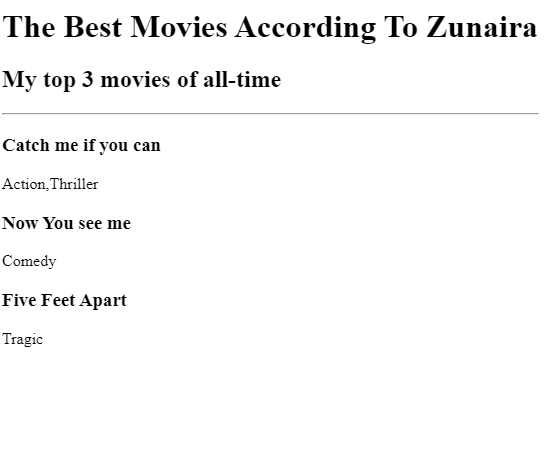 The Best Movies According To Zunaira
My top 3 movies of all-time
Catch me if you can
Action,Thriller
Now You see me
Comedy
Five Feet Apart
Tragic